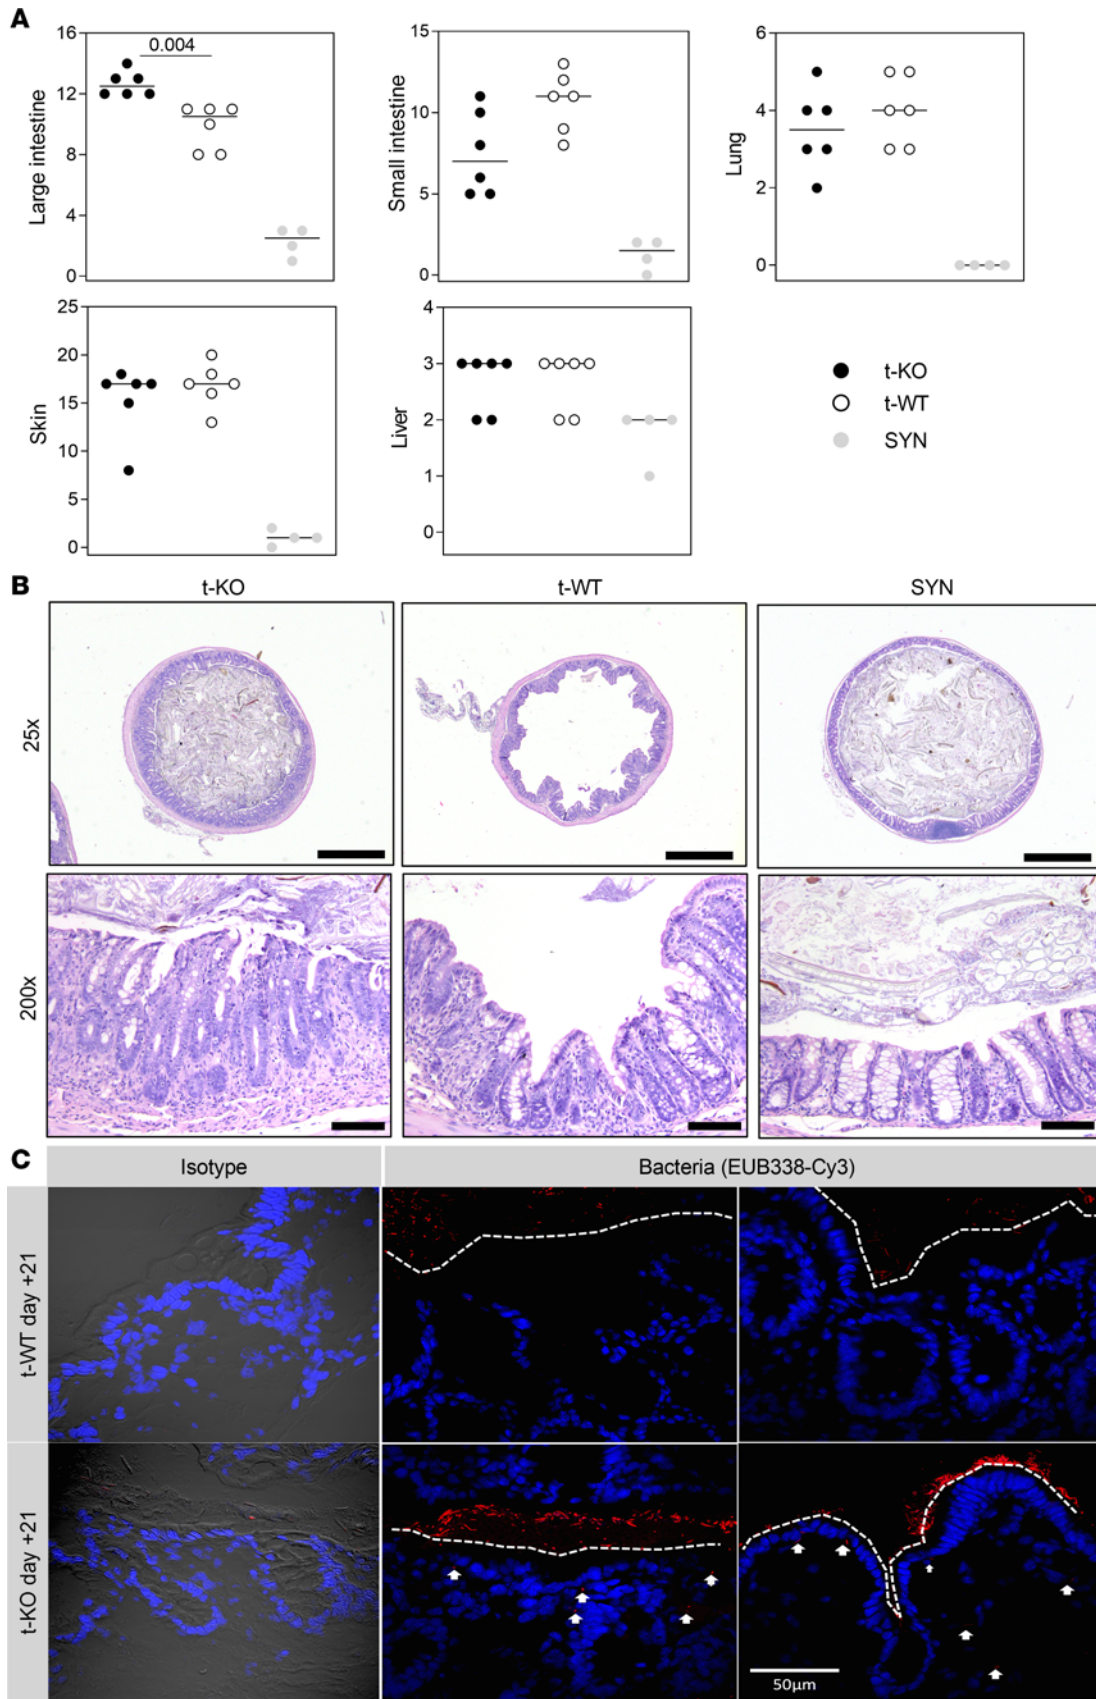 A
Large intestine
16
12
8
4
0
0.004
Small intestine
15
10
5
0
Lung
6
4
2
0
Skin
25
20
15
10
5
0
Liver
4
3
2
1
0
t-KO
t-WT
SYN
B
t-KO
t-WT
SYN
25x
200x
C
Isotype
Bacteria (EUB338-Cy3)
t-WT day +21
t-KO day +21
50µm